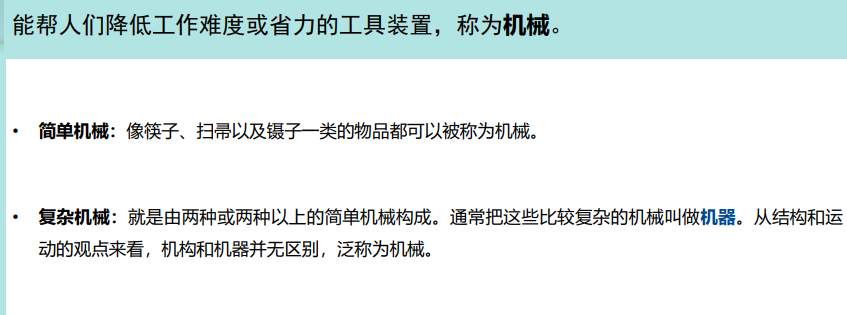 能帮人们降低工作难度或省力的工具装置，称为机械。
• 简单机械：像筷子、扫帚以及镊子一类的物品都可以被称为机械。
• 复杂机械：就是由两种或两种以上的简单机械构成。通常把这些比较复杂的机械叫做机器。从结构和运
动的观点来看，机构和机器并无区别，泛称为机械。